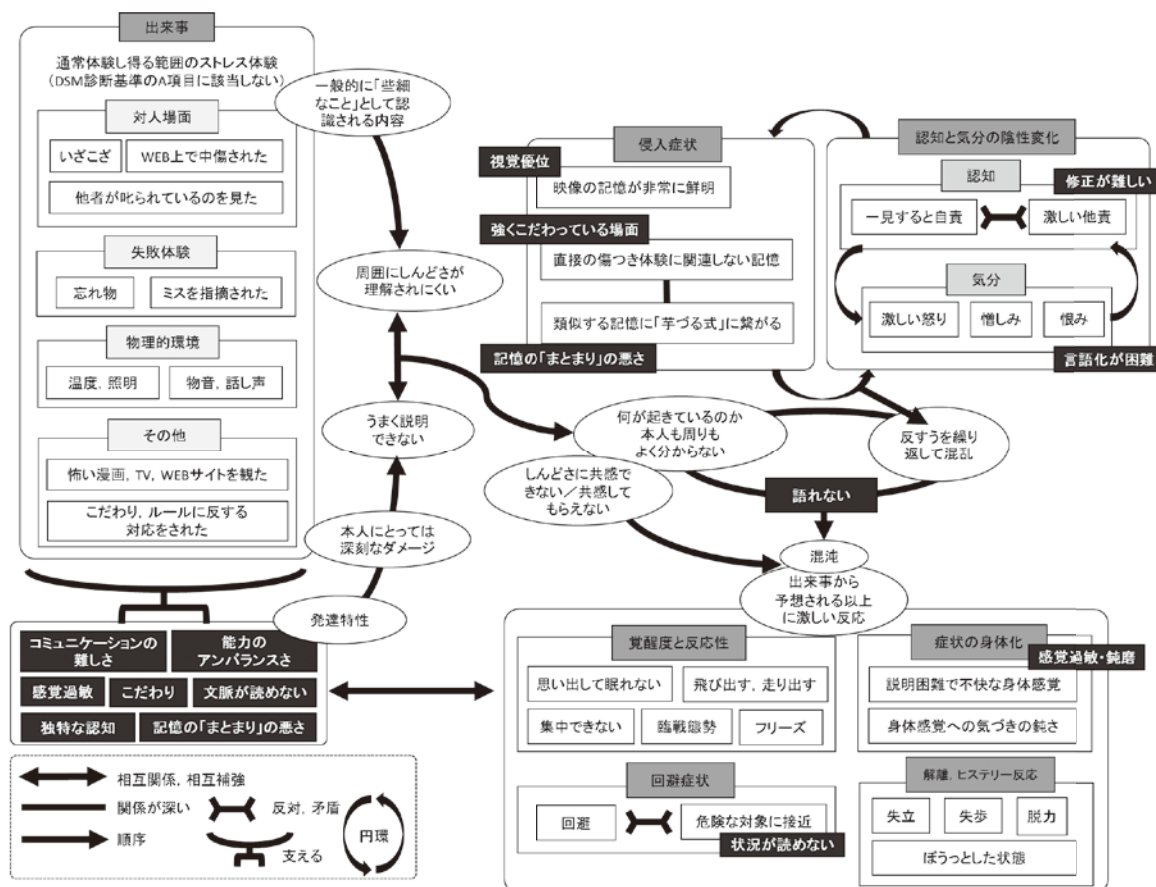 出来事
通常体験し得る範囲のストレス体験
(DSM診断基準のA項目に該当しない)
対人場面
いざこざ
WEB上で中傷された
他者が叱られているのを見た
失敗体験
忘れ物
ミスを指摘された
物理的環境
温度, 照明
物音, 話し声
その他
怖い漫画, TV, WEBサイトを観た
こだわり, ルールに反する
対応をされた
一般的に「些細
なこと」として認
識される内容
周囲にしんどさが
理解されにくい
うまく説明
できない
本人にとっては
深刻なダメージ
発達特性
コミュニケーションの
難しさ
能力の
アンバランスさ
感覚過敏
こだわり
文脈が読めない
独特な認知
記憶の「まとまり」の悪さ
侵入症状
視覚優位
映像の記憶が非常に鮮明
強くこだわっている場面
直接の傷つき体験に関連しない記憶
類似する記憶に「芋づる式」に繋がる
記憶の「まとまり」の悪さ
認知と気分の陰性変化
認知
修正が難しい
一見すると自責
激しい他責
気分
激しい怒り
憎しみ
恨み
言語化が困難
何が起きているのか
本人も周りも
よく分からない
反すうを繰り
返して混乱
しんどさに共感で
きない/共感して
もらえない
語れない
混沌
出来事から
予想される以上
に激しい反応
覚醒度と反応性
思い出して眠れない
飛び出す, 走り出す
集中できない
臨戦態勢
フリーズ
症状の身体化
感覚過敏・鈍磨
説明困難で不快な身体感覚
身体感覚への気づきの鈍さ
回避症状
回避
危険な対象に接近
状況が読めない
解離, ヒステリー反応
失立
失歩
脱力
ぼうっとした状態
相互関係, 相互補強
関係が深い
反対, 矛盾
順序
支える
円環